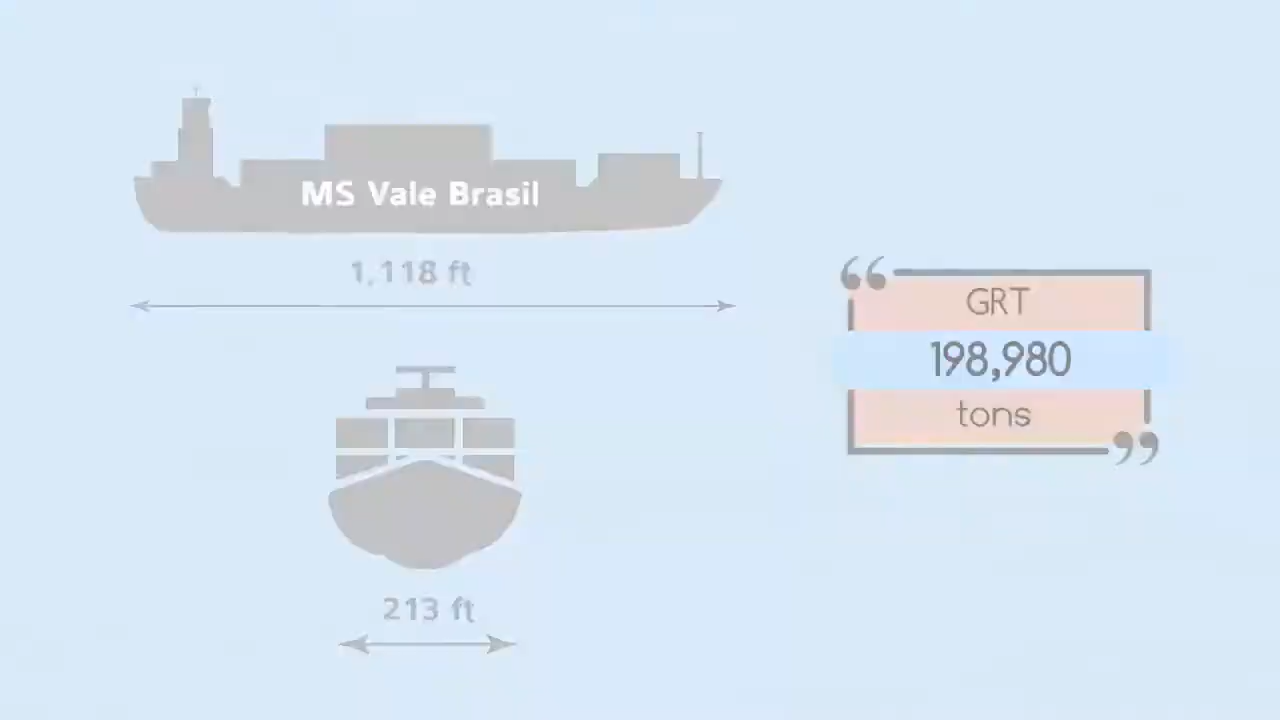 MS Vale Brasil
1,118 ft
213 ft
“
GRT
198,980
tons
”